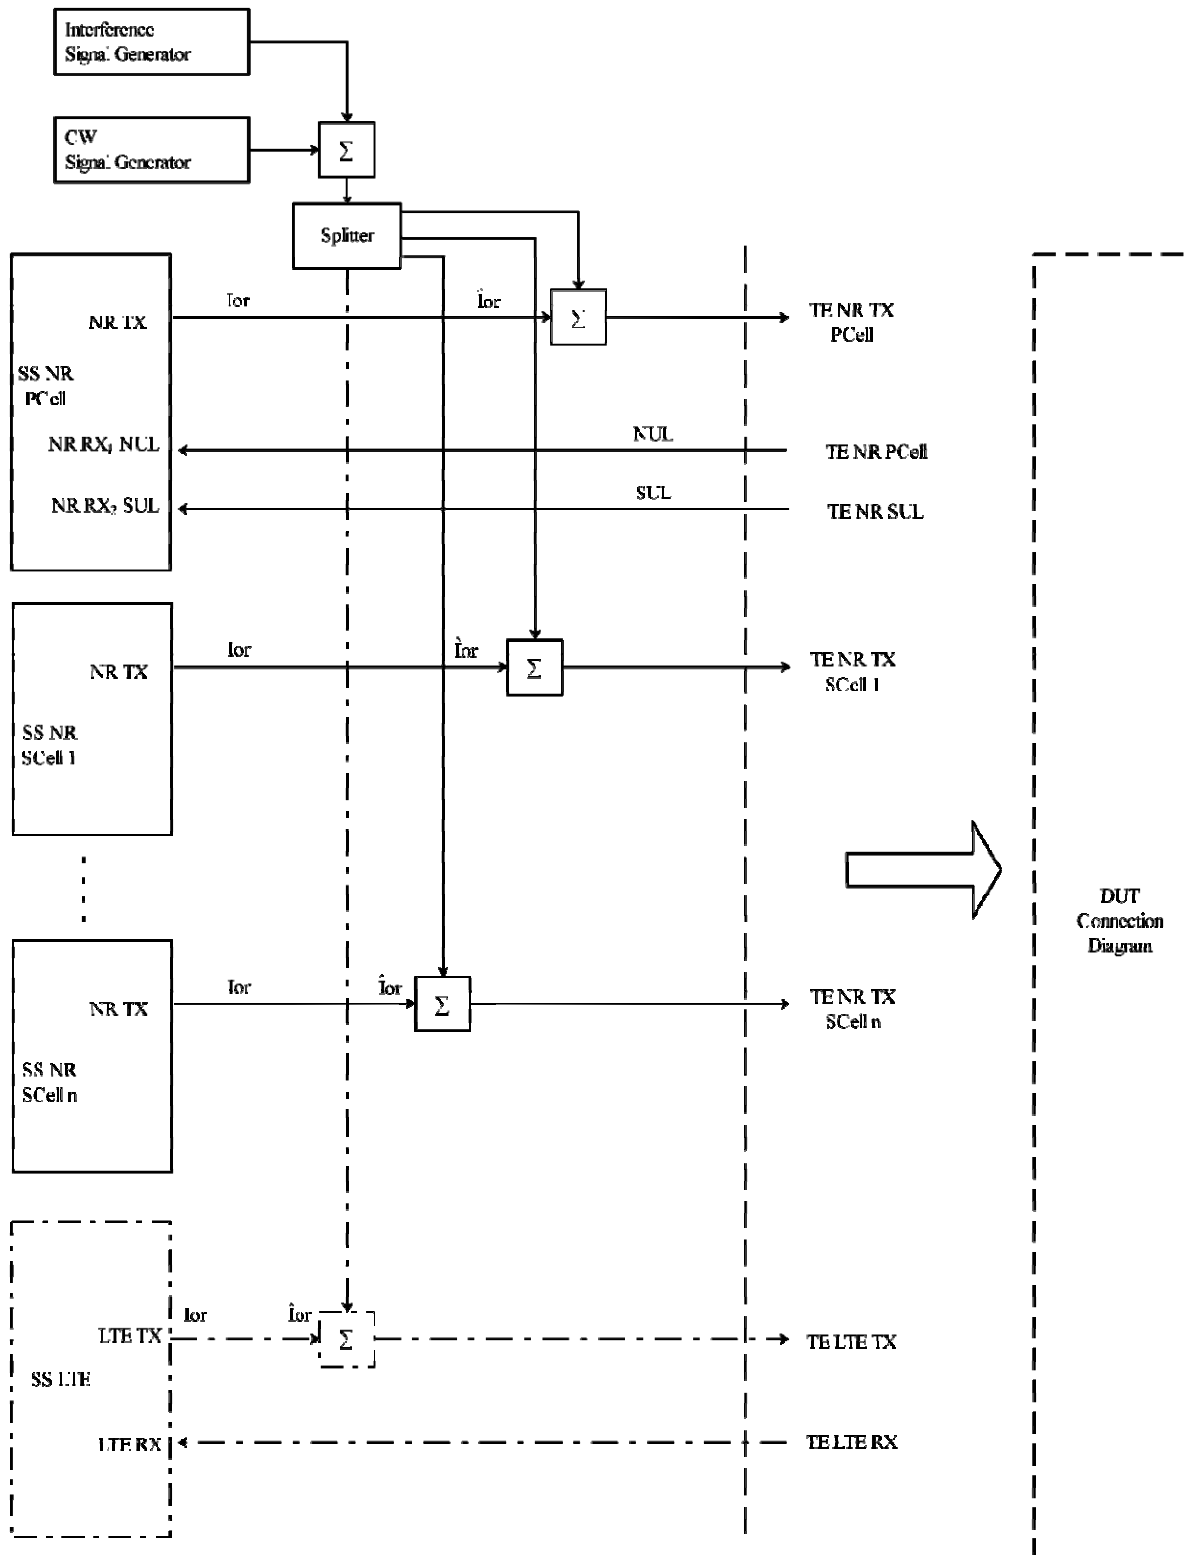 Interference
Signal Generator
CW
Signal Generator
Σ
Splitter
NR TX
Ior
Îor
Σ
TE NR TX
PCell
SS NR
PCell
NR RX₁ NUL
NUL
TE NR PCell
NR RX₂ SUL
SUL
TE NR SUL
NR TX
Ior
Îor
Σ
TE NR TX
SCell 1
SS NR
SCell 1
DUT
Connection
Diagram
NR TX
Ior
Îor
Σ
TE NR TX
SCell n
SS NR
SCell n
LTE TX
Ior
Îor
Σ
TE LTE TX
SS LTE
LTE RX
TE LTE RX